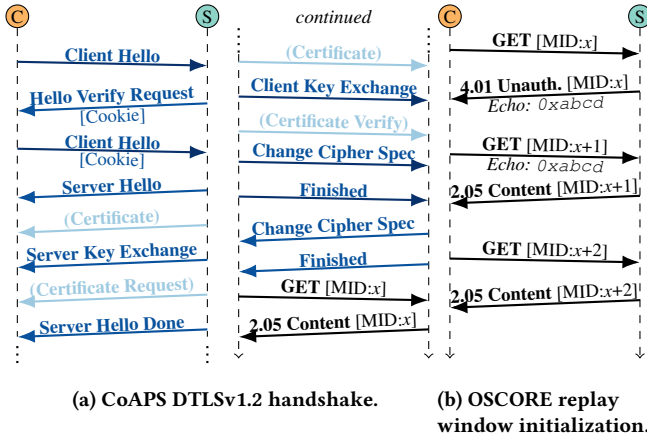 C
S
Client Hello
Hello Verify Request
[Cookie]
Client Hello
[Cookie]
Server Hello
(Certificate)
Server Key Exchange
(Certificate Request)
Server Hello Done
continued
(Certificate)
Client Key Exchange
(Certificate Verify)
Change Cipher Spec
Finished
Change Cipher Spec
Finished
GET [MID:x]
2.05 Content [MID:x]
(a) CoAPS DTLSv1.2 handshake.
C
S
GET [MID:x]
4.01 Unauth. [MID:x]
Echo: 0xabcd
GET [MID:x+1]
Echo: 0xabcd
2.05 Content [MID:x+1]
GET [MID:x+2]
2.05 Content [MID:x+2]
(b) OSCORE replay
window initialization.